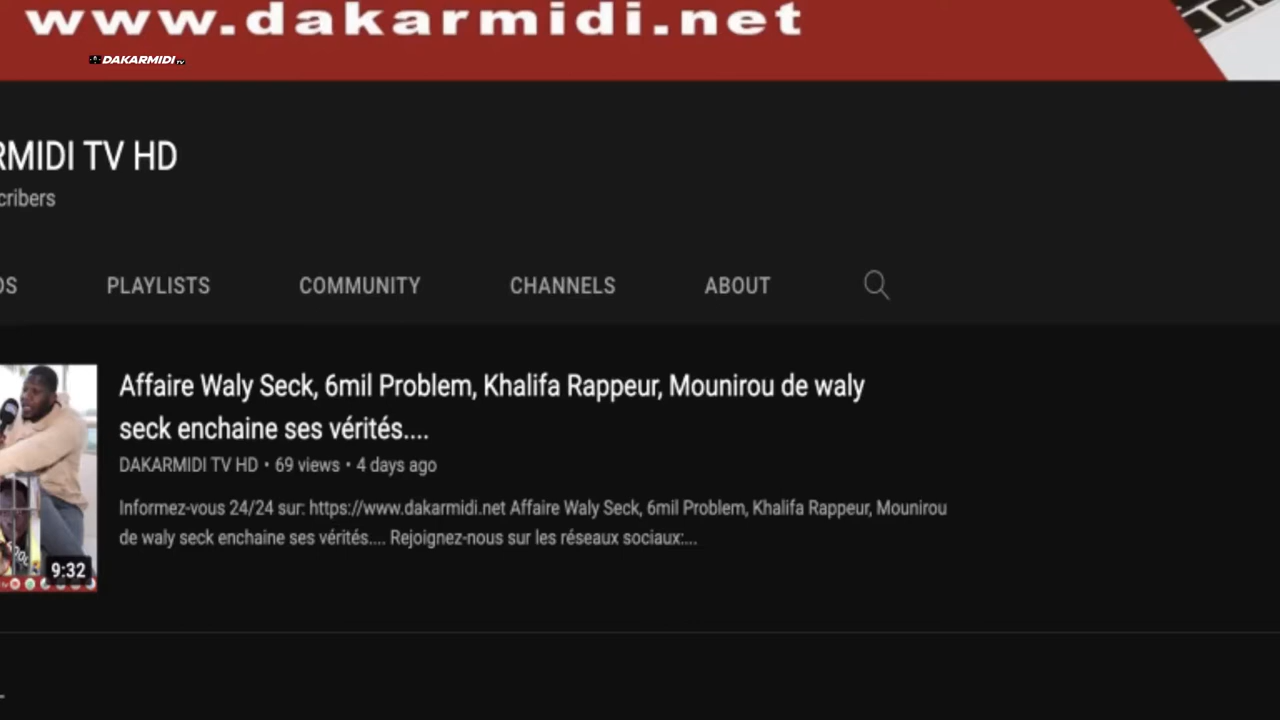 www.dakarmidi.net
DAKARMIDI TV
RMIDI TV HD
cribers
OS PLAYLISTS COMMUNITY CHANNELS ABOUT
Affaire Waly Seck, 6mil Problem, Khalifa Rappeur, Mounirou de waly
seck enchaine ses vérités....
DAKARMIDI TV HD • 69 views • 4 days ago
Informez-vous 24/24 sur: https://www.dakarmidi.net Affaire Waly Seck, 6mil Problem, Khalifa Rappeur, Mounirou
de waly seck enchaine ses vérités.... Rejoignez-nous sur les réseaux sociaux:...
9:32